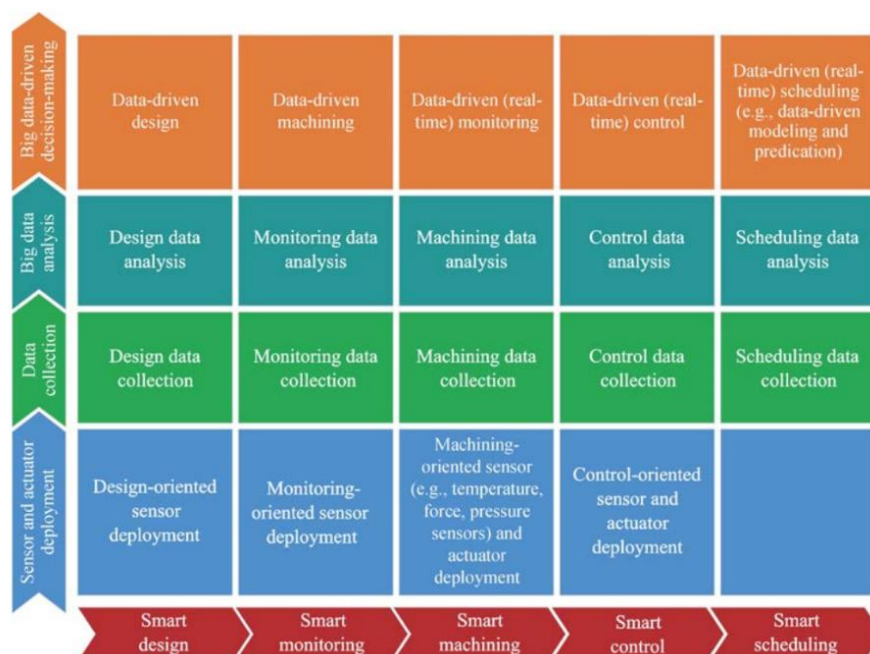 Big data-driven
decision-making
Data-driven
design
Data-driven
machining
Data-driven (real-
time) monitoring
Data-driven (real-
time) control
Data-driven (real-
time) scheduling
(e.g., data-driven
modeling and
predication)
Big data
analysis
Design data
analysis
Monitoring data
analysis
Machining data
analysis
Control data
analysis
Scheduling data
analysis
Data
collection
Design data
collection
Monitoring data
collection
Machining data
collection
Control data
collection
Scheduling data
collection
Sensor and actuator
deployment
Design-oriented
sensor
deployment
Monitoring-
oriented sensor
deployment
Machining-
oriented sensor
(e.g., temperature,
force, pressure
sensors) and
actuator
deployment
Control-oriented
sensor and
actuator
deployment
Smart
design
Smart
monitoring
Smart
machining
Smart
control
Smart
scheduling